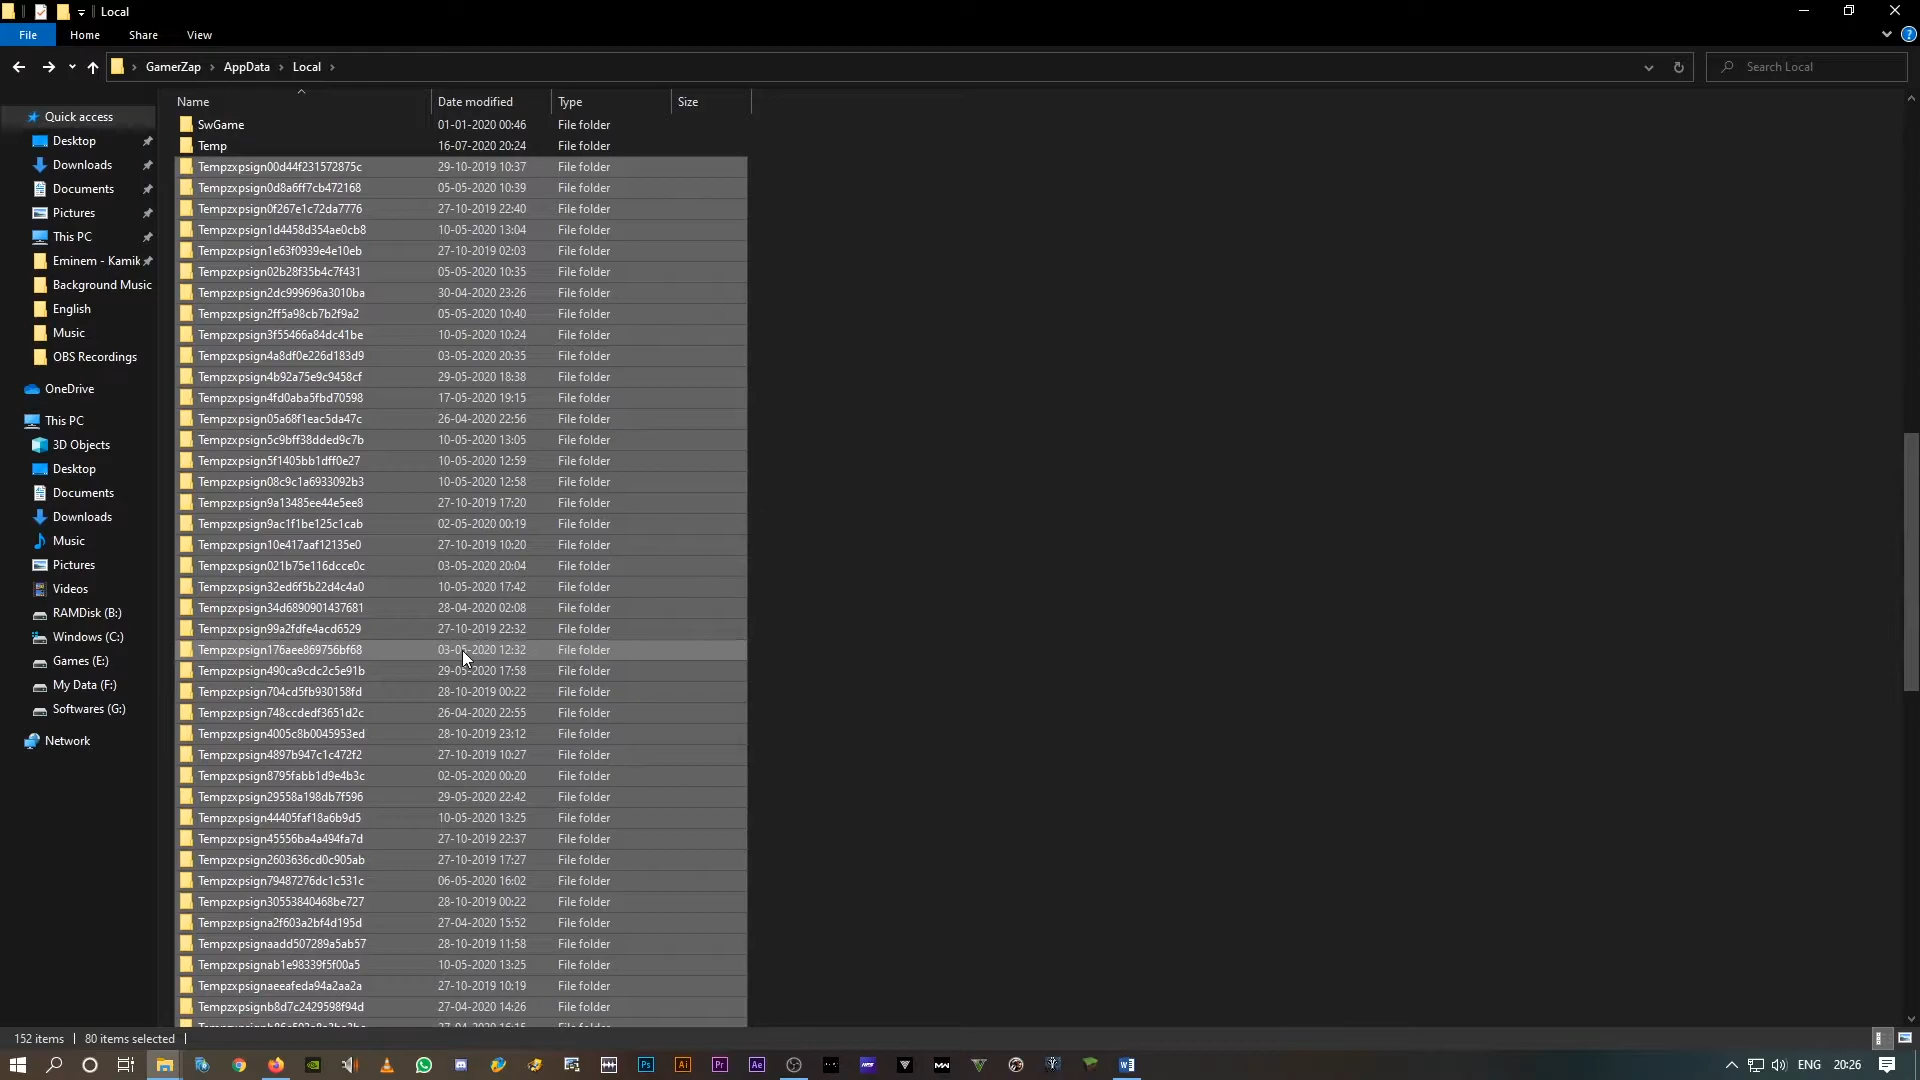 Local
File Home Share View
GamerZap AppData Local Search Local
Name Date modified Type Size
Quick access
Desktop
Downloads
Documents
Pictures
This PC
Eminem - Kamik
Background Music
English
Music
OBS Recordings
OneDrive
This PC
3D Objects
Desktop
Documents
Downloads
Music
Pictures
Videos
RAMDisk (B:)
Windows (C:)
Games (E:)
My Data (F:)
Softwares (G:)
Network
SwGame 01-01-2020 00:46 File folder
Temp 16-07-2020 20:24 File folder
Tempzxpsign00d44f231572875c 29-10-2019 10:37 File folder
Tempzxpsign0d8a6ff7cb472168 05-05-2020 10:39 File folder
Tempzxpsign0f267e1c72da7776 27-10-2019 22:40 File folder
Tempzxpsign1d4458d354ae0cb8 10-05-2020 13:04 File folder
Tempzxpsign1e63f0939e4e10eb 27-10-2019 02:03 File folder
Tempzxpsign02b28f35b4c7f431 05-05-2020 10:35 File folder
Tempzxpsign2dc999696a3010ba 30-04-2020 23:26 File folder
Tempzxpsign2ff5a98cb7b2f9a2 05-05-2020 10:40 File folder
Tempzxpsign3f55466a84dc41be 10-05-2020 10:24 File folder
Tempzxpsign4a8df0e226d183d9 03-05-2020 20:35 File folder
Tempzxpsign4b92a75e9c9458cf 29-05-2020 18:38 File folder
Tempzxpsign4fd0aba5fbd70598 17-05-2020 19:15 File folder
Tempzxpsign05a68f1eac5da47c 26-04-2020 22:56 File folder
Tempzxpsign5c9bff38dded9c7b 10-05-2020 13:05 File folder
Tempzxpsign5f1405bb1dff0e27 10-05-2020 12:59 File folder
Tempzxpsign08c9c1a6933092b3 10-05-2020 12:58 File folder
Tempzxpsign9a13485ee44e5ee8 27-10-2019 17:20 File folder
Tempzxpsign9ac1f1be125c1cab 02-05-2020 00:19 File folder
Tempzxpsign10e417aaf12135e0 27-10-2019 10:20 File folder
Tempzxpsign021b75e116dcce0c 03-05-2020 20:04 File folder
Tempzxpsign32ed6f5b22d4c4a0 10-05-2020 17:42 File folder
Tempzxpsign34d6890901437681 28-04-2020 02:08 File folder
Tempzxpsign99a2fdfe4acd6529 27-10-2019 22:32 File folder
Tempzxpsign176aee869756bf68 03-05-2020 12:32 File folder
Tempzxpsign490ca9cdc2c5e91b 29-05-2020 17:58 File folder
Tempzxpsign704cd5fb930158fd 28-10-2019 00:22 File folder
Tempzxpsign748ccdedf3651d2c 26-04-2020 22:55 File folder
Tempzxpsign4005c8b0045953ed 28-10-2019 23:12 File folder
Tempzxpsign4897b947c1c472f2 27-10-2019 10:27 File folder
Tempzxpsign8795fabb1d9e4b3c 02-05-2020 00:20 File folder
Tempzxpsign29558a198db7f596 29-05-2020 22:42 File folder
Tempzxpsign44405faf18a6b9d5 10-05-2020 13:25 File folder
Tempzxpsign45556ba4a494fa7d 27-10-2019 22:37 File folder
Tempzxpsign2603636cd0c905ab 27-10-2019 17:27 File folder
Tempzxpsign79487276dc1c531c 06-05-2020 16:02 File folder
Tempzxpsign30553840468be727 28-10-2019 00:22 File folder
Tempzxpsigna2f603a2bf4d195d 27-04-2020 15:52 File folder
Tempzxpsignaadd507289a5ab57 28-10-2019 11:58 File folder
Tempzxpsignab1e98339f5f00a5 10-05-2020 13:25 File folder
Tempzxpsignaeeafeda94a2aa2a 27-10-2019 10:19 File folder
Tempzxpsignb8d7c2429598f94d 27-04-2020 14:26 File folder
152 items 80 items selected
Ps Ai Pr Ae
ENG 20:26